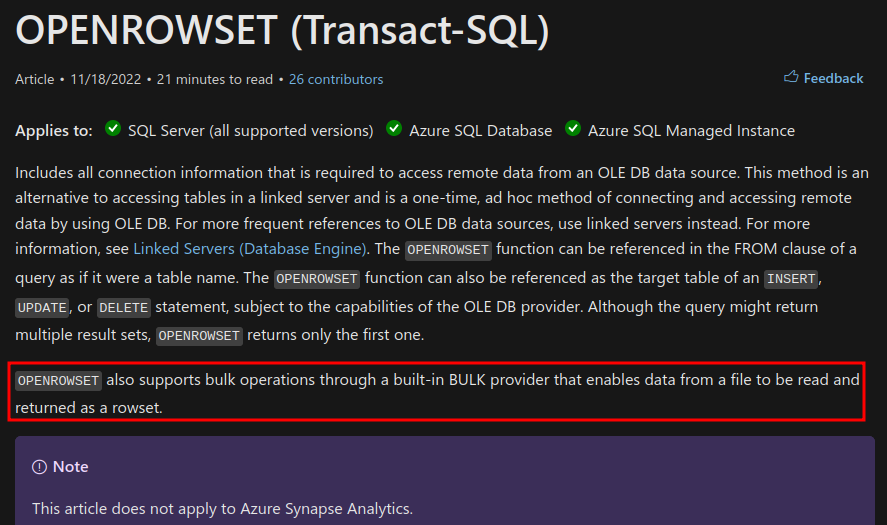 OPENROWSET (Transact-SQL)
Article • 11/18/2022 • 21 minutes to read • 26 contributors
Feedback
Applies to: SQL Server (all supported versions) Azure SQL Database Azure SQL Managed Instance
Includes all connection information that is required to access remote data from an OLE DB data source. This method is an
alternative to accessing tables in a linked server and is a one-time, ad hoc method of connecting and accessing remote
data by using OLE DB. For more frequent references to OLE DB data sources, use linked servers instead. For more
information, see Linked Servers (Database Engine). The OPENROWSET function can be referenced in the FROM clause of a
query as if it were a table name. The OPENROWSET function can also be referenced as the target table of an INSERT,
UPDATE, or DELETE statement, subject to the capabilities of the OLE DB provider. Although the query might return
multiple result sets, OPENROWSET returns only the first one.
OPENROWSET also supports bulk operations through a built-in BULK provider that enables data from a file to be read and
returned as a rowset.
Note
This article does not apply to Azure Synapse Analytics.